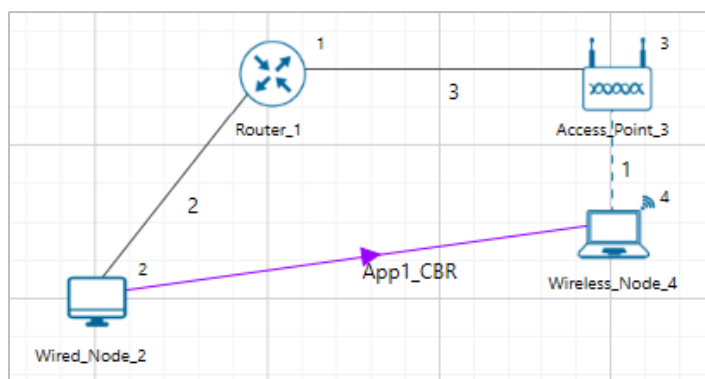 1
3
3
Router_1
Access_Point_3
1
4
2
2
App1_CBR
Wireless_Node_4
Wired_Node_2